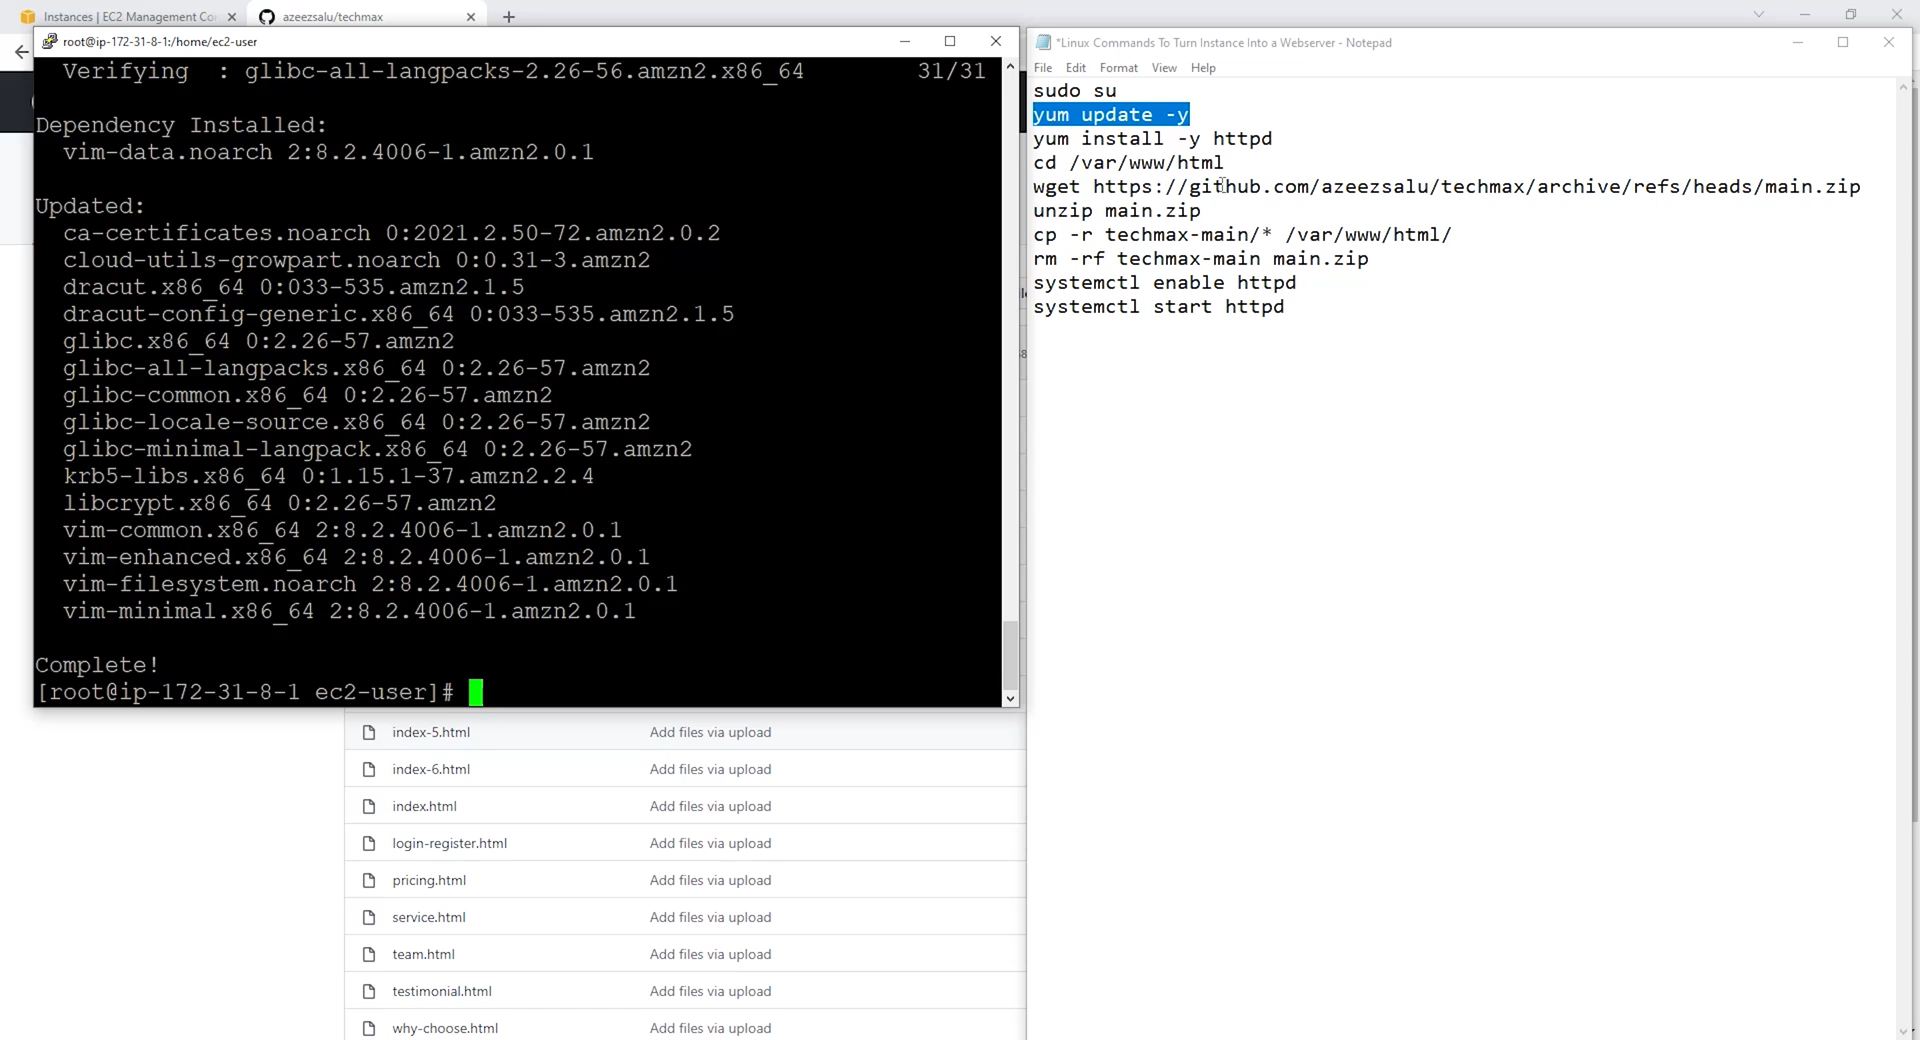 Instances | EC2 Management Co
azeezsalu/techmax
root@ip-172-31-8-1:/home/ec2-user
Verifying : glibc-all-langpacks-2.26-56.amzn2.x86_64 31/31
Dependency Installed:
vim-data.noarch 2:8.2.4006-1.amzn2.0.1
Updated:
ca-certificates.noarch 0:2021.2.50-72.amzn2.0.2
cloud-utils-growpart.noarch 0:0.31-3.amzn2
dracut.x86_64 0:033-535.amzn2.1.5
dracut-config-generic.x86_64 0:033-535.amzn2.1.5
glibc.x86_64 0:2.26-57.amzn2
glibc-all-langpacks.x86_64 0:2.26-57.amzn2
glibc-common.x86_64 0:2.26-57.amzn2
glibc-locale-source.x86_64 0:2.26-57.amzn2
glibc-minimal-langpack.x86_64 0:2.26-57.amzn2
krb5-libs.x86_64 0:1.15.1-37.amzn2.2.4
libcrypt.x86_64 0:2.26-57.amzn2
vim-common.x86_64 2:8.2.4006-1.amzn2.0.1
vim-enhanced.x86_64 2:8.2.4006-1.amzn2.0.1
vim-filesystem.noarch 2:8.2.4006-1.amzn2.0.1
vim-minimal.x86_64 2:8.2.4006-1.amzn2.0.1
Complete!
[root@ip-172-31-8-1 ec2-user]#
index-5.html Add files via upload
index-6.html Add files via upload
index.html Add files via upload
login-register.html Add files via upload
pricing.html Add files via upload
service.html Add files via upload
team.html Add files via upload
testimonial.html Add files via upload
why-choose.html Add files via upload
*Linux Commands To Turn Instance Into a Webserver - Notepad
File Edit Format View Help
sudo su
yum update -y
yum install -y httpd
cd /var/www/html
wget https://github.com/azeezsalu/techmax/archive/refs/heads/main.zip
unzip main.zip
cp -r techmax-main/* /var/www/html/
rm -rf techmax-main main.zip
systemctl enable httpd
systemctl start httpd